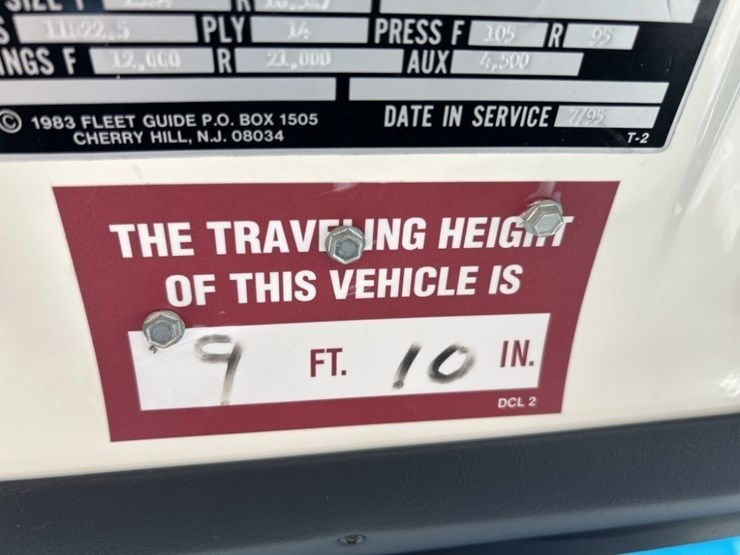 11R22.5 PLY 14 PRESS F 105 R 95
INGS F 12,000 R 21,000 AUX 4,500
© 1983 FLEET GUIDE P.O. BOX 1505
CHERRY HILL, N.J. 08034
DATE IN SERVICE 7/95
T-2
THE TRAVELING HEIGHT
OF THIS VEHICLE IS
9 FT. 10 IN.
DCL 2